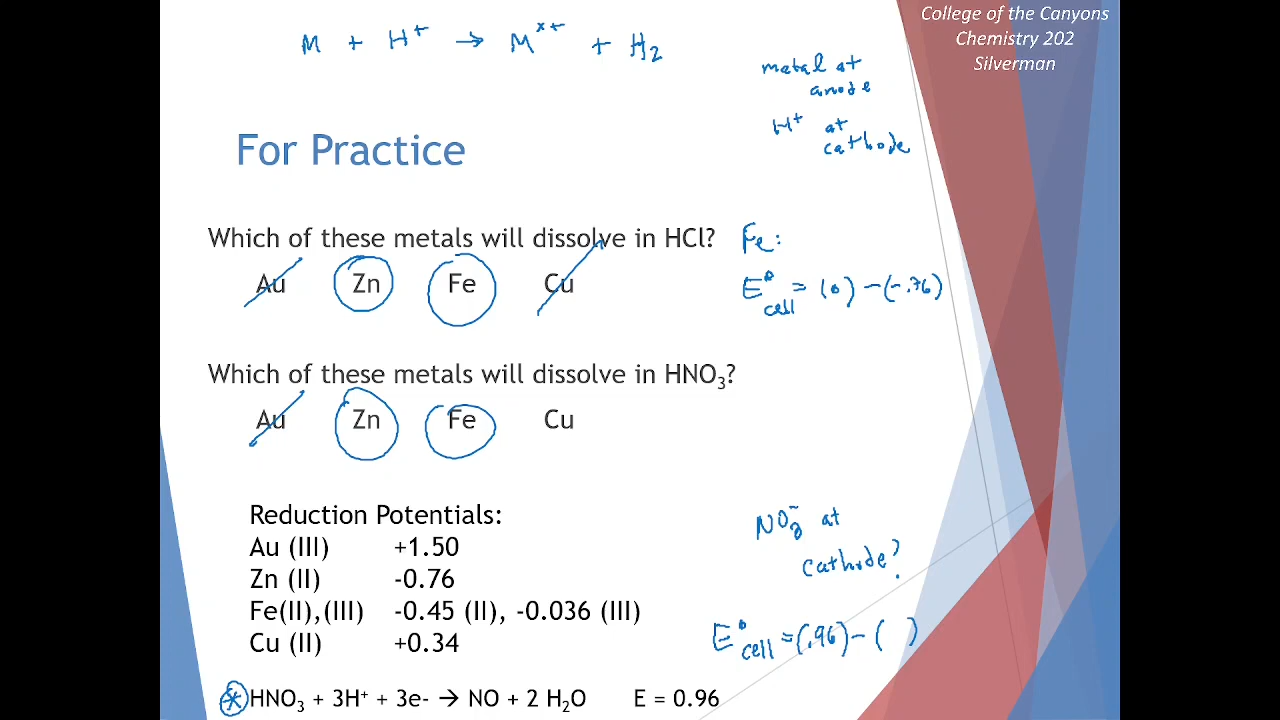 College of the Canyons
Chemistry 202
Silverman
M + H⁺ → Mˣ⁺ + H₂
metal at
anode
H⁺ at
cathode
For Practice
Which of these metals will dissolve in HCl?
Au Zn Fe Cu
Fe:
E°cell = (0) - (-.76)
Which of these metals will dissolve in HNO₃?
Au Zn Fe Cu
NO₃⁻ at
cathode?
Reduction Potentials:
Au (III) +1.50
Zn (II) -0.76
Fe(II),(III) -0.45 (II), -0.036 (III)
Cu (II) +0.34
E°cell = (.96) - ( )
* HNO₃ + 3H⁺ + 3e- → NO + 2 H₂O E = 0.96